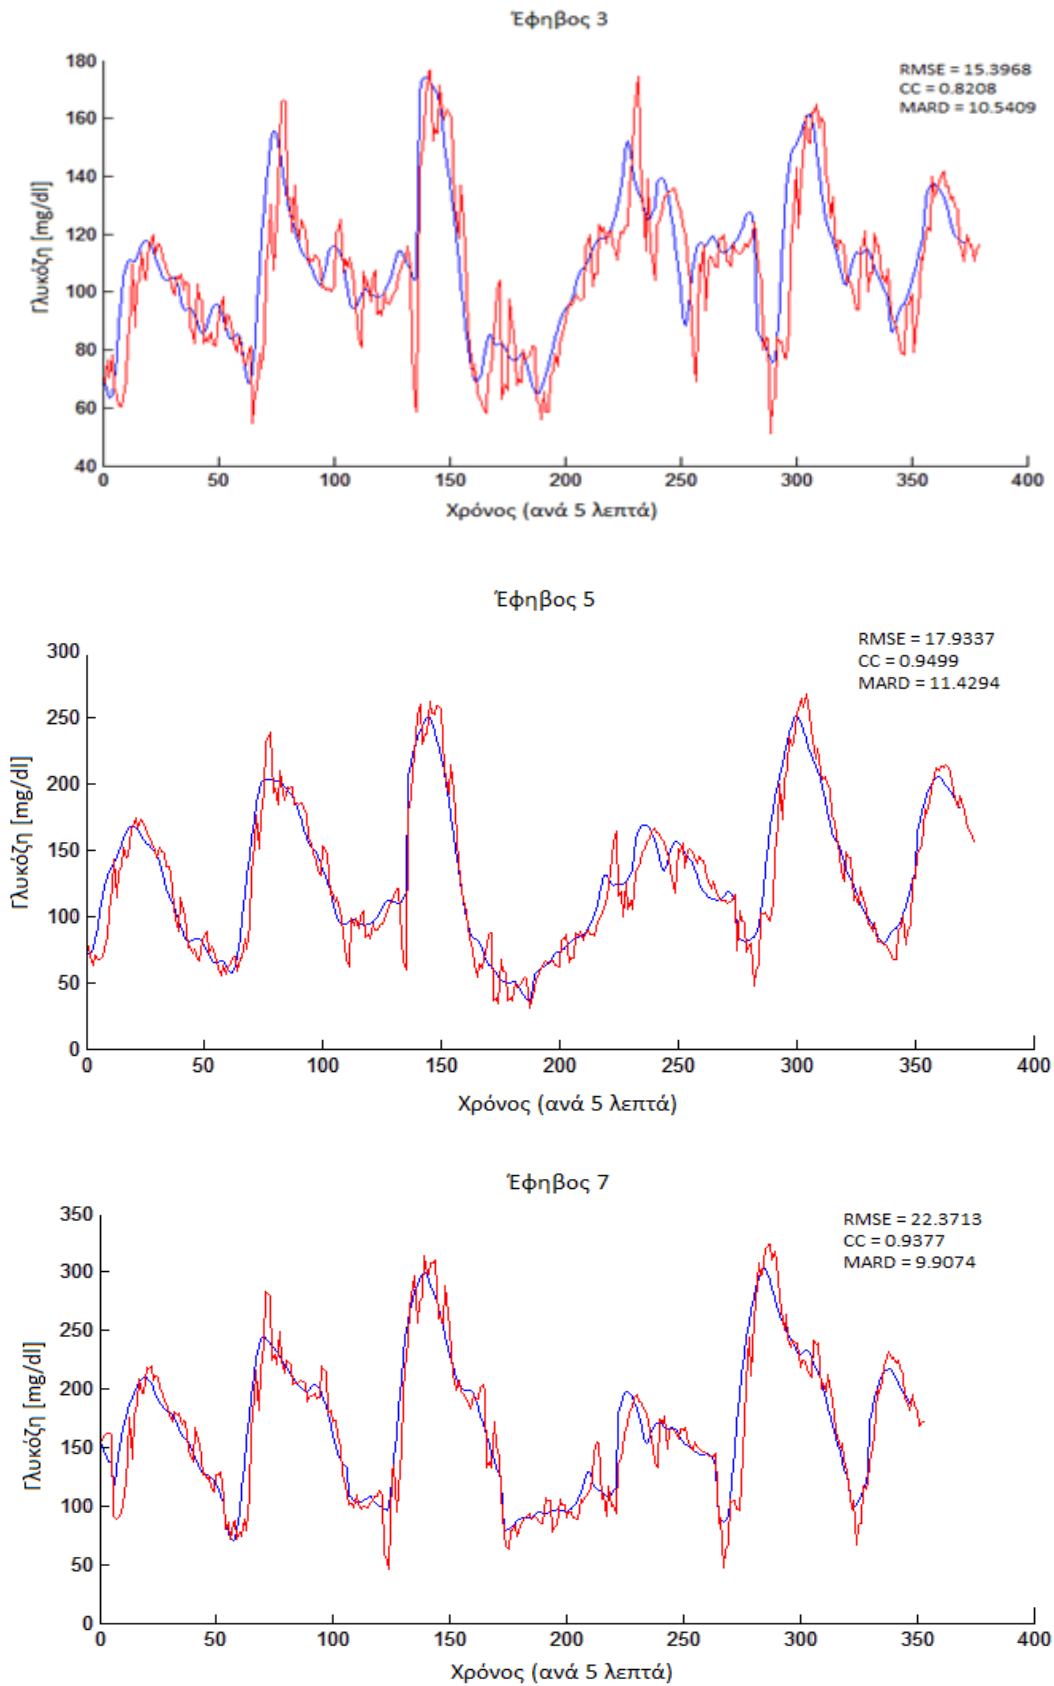 Έφηβος 3
RMSE = 15.3968
CC = 0.8208
MARD = 10.5409
Γλυκόζη [mg/dl]
180
160
140
120
100
80
60
40
0 50 100 150 200 250 300 350 400
Χρόνος (ανά 5 λεπτά)
Έφηβος 5
RMSE = 17.9337
CC = 0.9499
MARD = 11.4294
Γλυκόζη [mg/dl]
300
250
200
150
100
50
0
0 50 100 150 200 250 300 350 400
Χρόνος (ανά 5 λεπτά)
Έφηβος 7
RMSE = 22.3713
CC = 0.9377
MARD = 9.9074
Γλυκόζη [mg/dl]
350
300
250
200
150
100
50
0
0 50 100 150 200 250 300 350 400
Χρόνος (ανά 5 λεπτά)